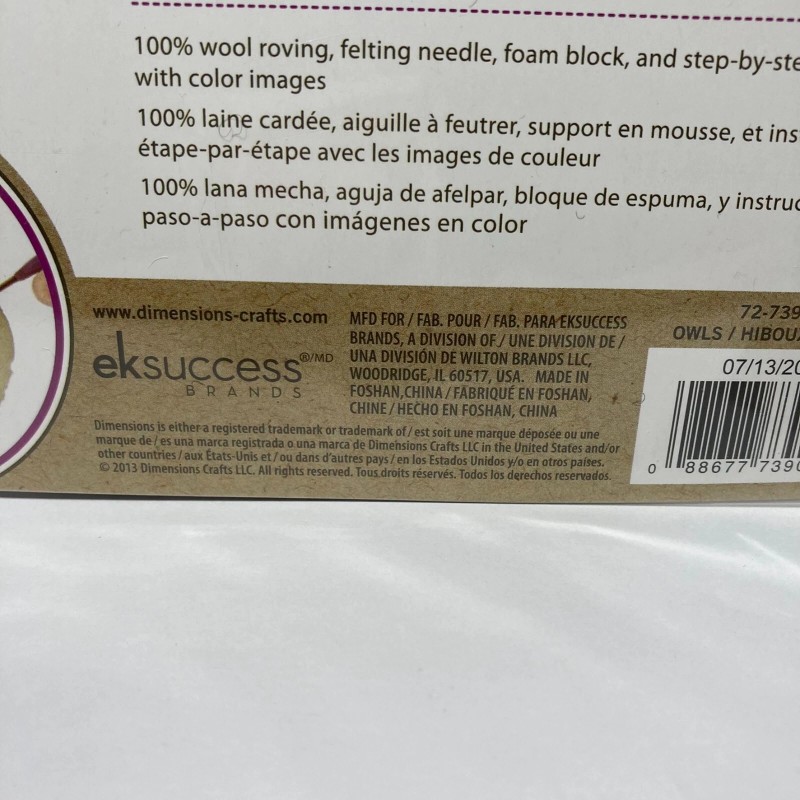 100% wool roving, felting needle, foam block, and step-by-ste
with color images
100% laine cardée, aiguille à feutrer, support en mousse, et ins
étape-par-étape avec les images de couleur
100% lana mecha, aguja de afelpar, bloque de espuma, y instruc
paso-a-paso con imágenes en color
www.dimensions-crafts.com
eksuccess®/MD
BRANDS
MFD FOR / FAB. POUR / FAB. PARA EKSUCCESS
BRANDS, A DIVISION OF / UNE DIVISION DE /
UNA DIVISIÓN DE WILTON BRANDS LLC,
WOODRIDGE, IL 60517, USA. MADE IN
FOSHAN,CHINA / FABRIQUÉ EN FOSHAN,
CHINE / HECHO EN FOSHAN, CHINA
72-739
OWLS / HIBOUX
07/13/20
0 88677 7390
Dimensions is either a registered trademark or trademark of / est soit une marque déposée ou une
marque de / es una marca registrada o una marca de Dimensions Crafts LLC in the United States and/or
other countries / aux États-Unis et / ou dans d'autres pays / en los Estados Unidos y/o en otros países.
© 2013 Dimensions Crafts LLC. All rights reserved. Tous droits réservés. Todos los derechos reservados.